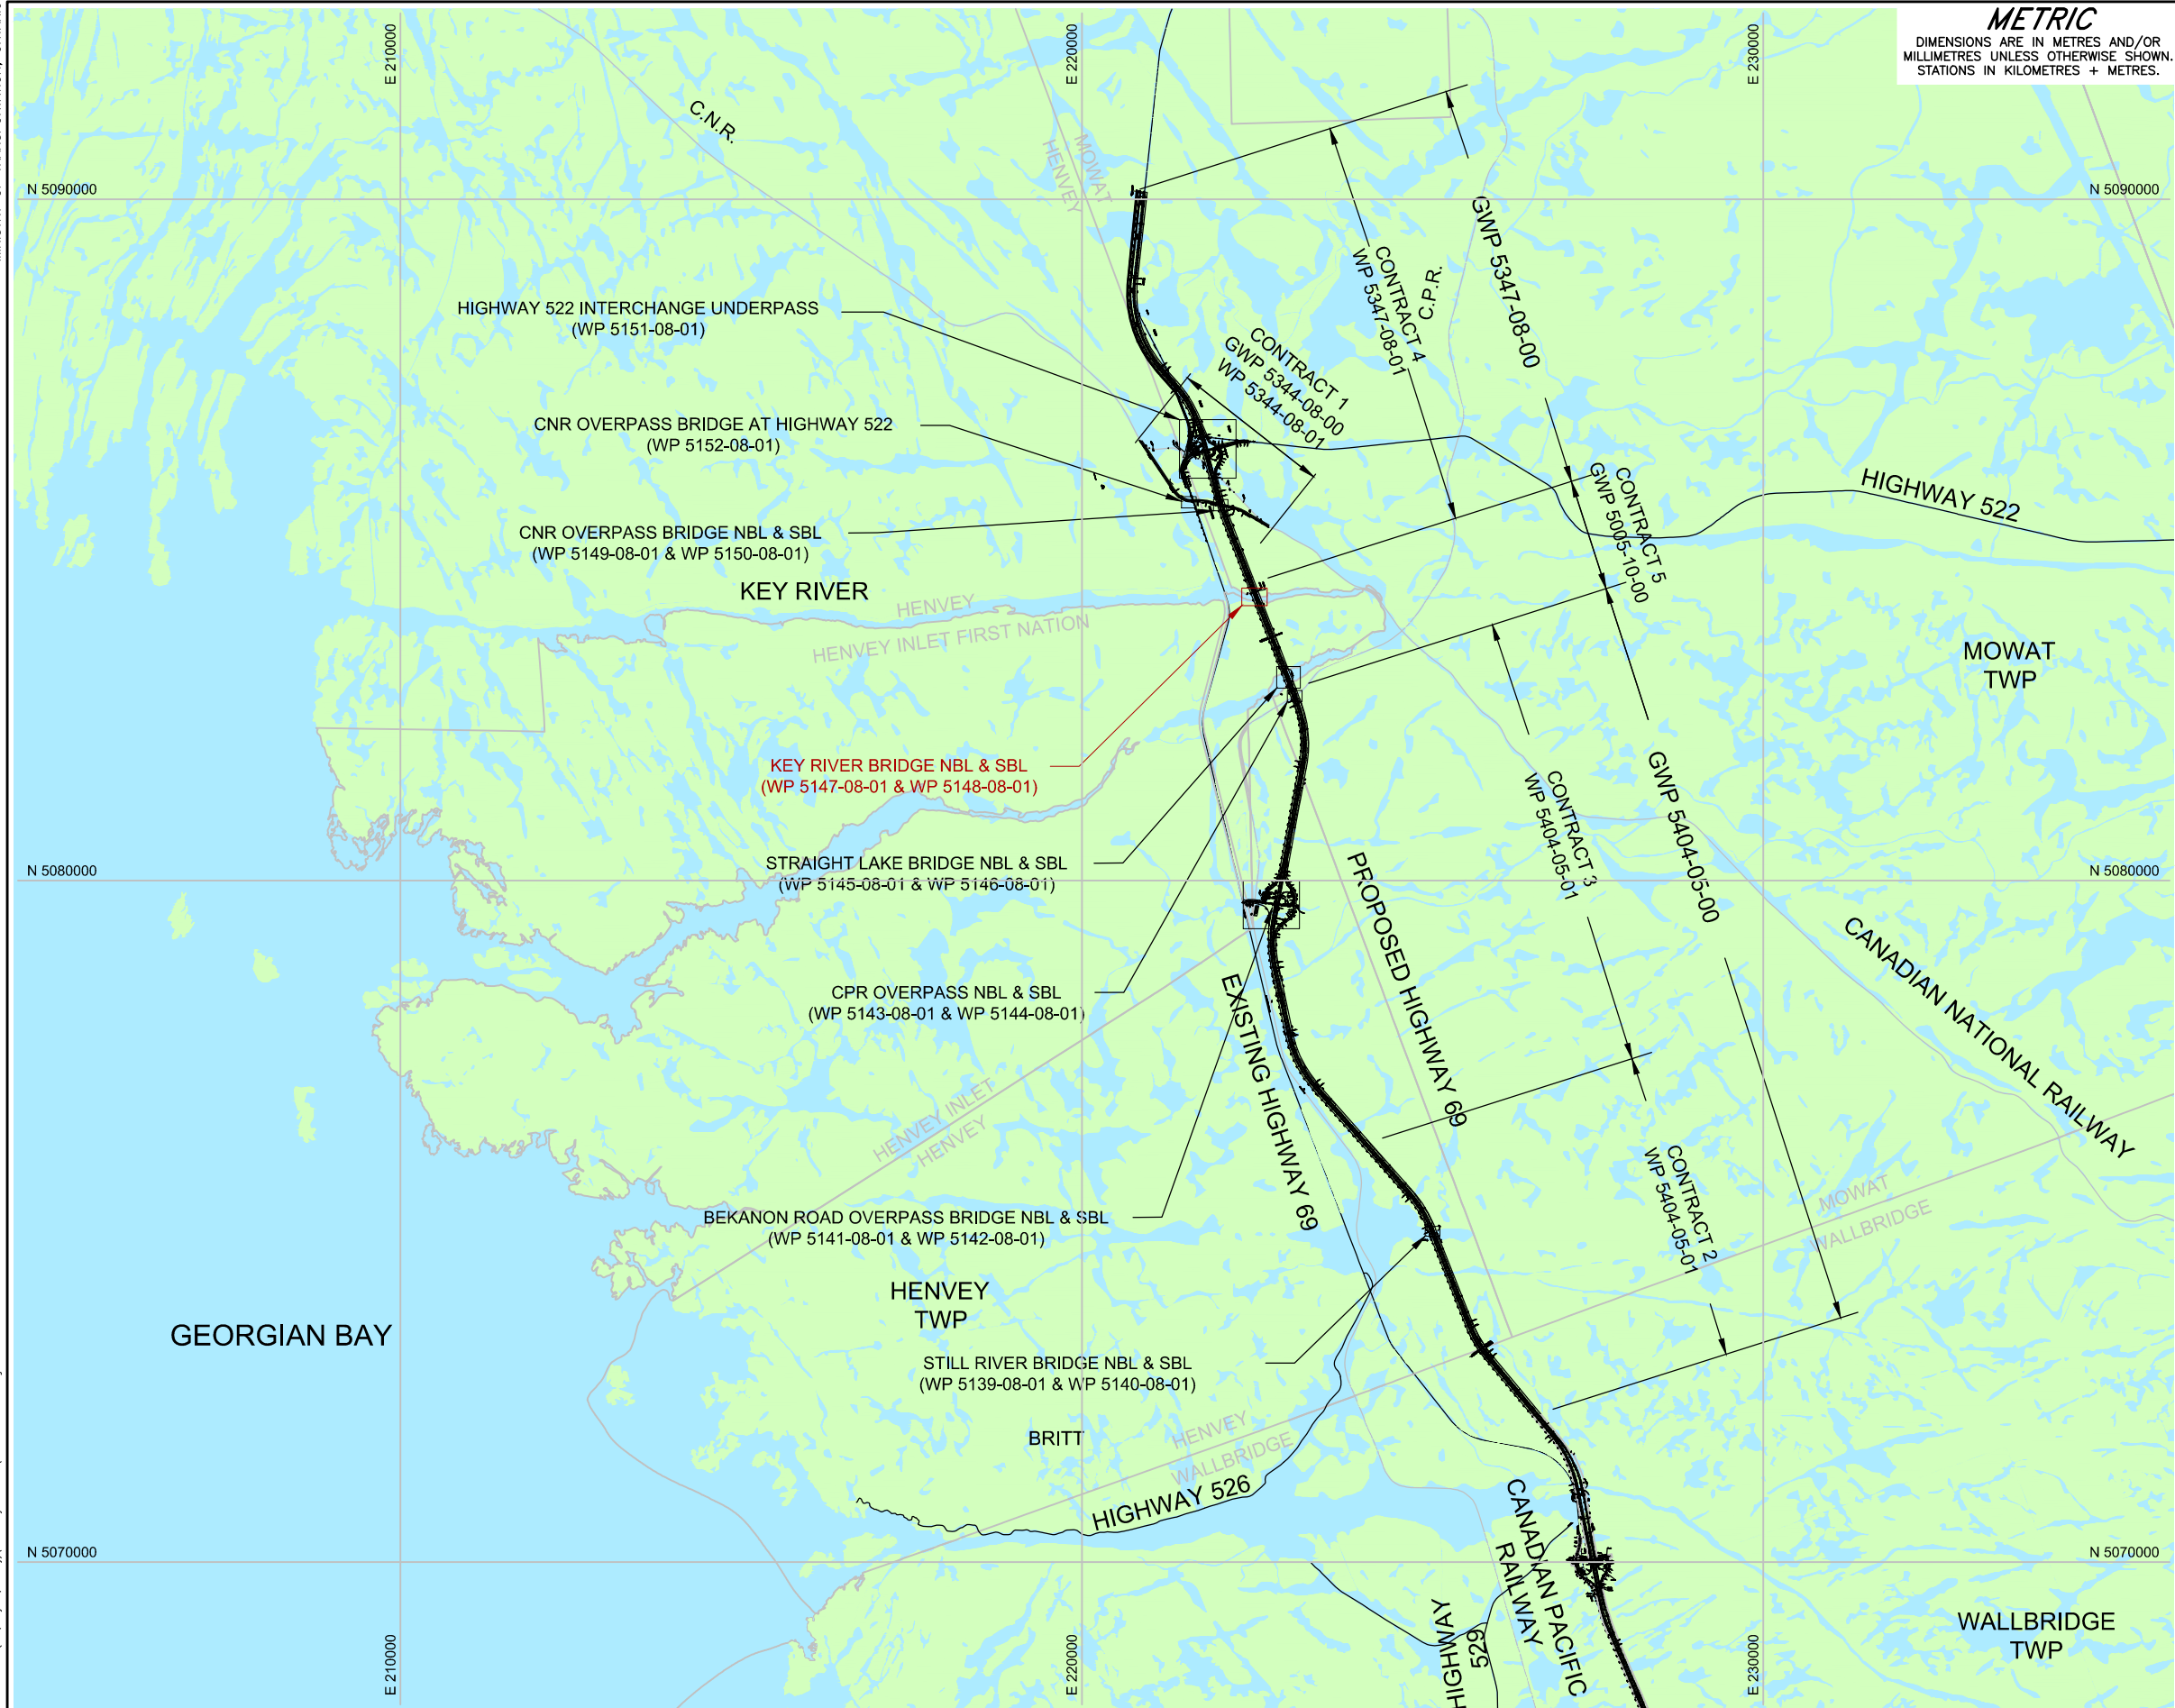 METRIC
DIMENSIONS ARE IN METRES AND/OR
MILLIMETRES UNLESS OTHERWISE SHOWN.
STATIONS IN KILOMETRES + METRES.
E 210000
E 220000
E 230000
C.N.R.
MOWAT
HENVEY
N 5090000
N 5090000
GWP 5347-08-00
CONTRACT 4
WP 5347-08-01
C.P.R.
HIGHWAY 522 INTERCHANGE UNDERPASS
(WP 5151-08-01)
CONTRACT 1
GWP 5344-08-00
WP 5344-08-01
CNR OVERPASS BRIDGE AT HIGHWAY 522
(WP 5152-08-01)
CONTRACT 5
GWP 5005-10-00
HIGHWAY 522
CNR OVERPASS BRIDGE NBL & SBL
(WP 5149-08-01 & WP 5150-08-01)
KEY RIVER
HENVEY
HENVEY INLET FIRST NATION
MOWAT
TWP
KEY RIVER BRIDGE NBL & SBL
(WP 5147-08-01 & WP 5148-08-01)
CONTRACT 3
WP 5404-05-01
GWP 5404-05-00
STRAIGHT LAKE BRIDGE NBL & SBL
(WP 5145-08-01 & WP 5146-08-01)
N 5080000
N 5080000
PROPOSED HIGHWAY 69
EXISTING HIGHWAY 69
CANADIAN NATIONAL RAILWAY
CPR OVERPASS NBL & SBL
(WP 5143-08-01 & WP 5144-08-01)
HENVEY INLET
HENVEY
CONTRACT 2
WP 5404-05-01
MOWAT
WALLBRIDGE
BEKANON ROAD OVERPASS BRIDGE NBL & SBL
(WP 5141-08-01 & WP 5142-08-01)
HENVEY
TWP
GEORGIAN BAY
STILL RIVER BRIDGE NBL & SBL
(WP 5139-08-01 & WP 5140-08-01)
BRITT
HENVEY
WALLBRIDGE
HIGHWAY 526
CANADIAN PACIFIC
RAILWAY
N 5070000
N 5070000
HIGHWAY
529
WALLBRIDGE
TWP
E 210000
E 220000
E 230000